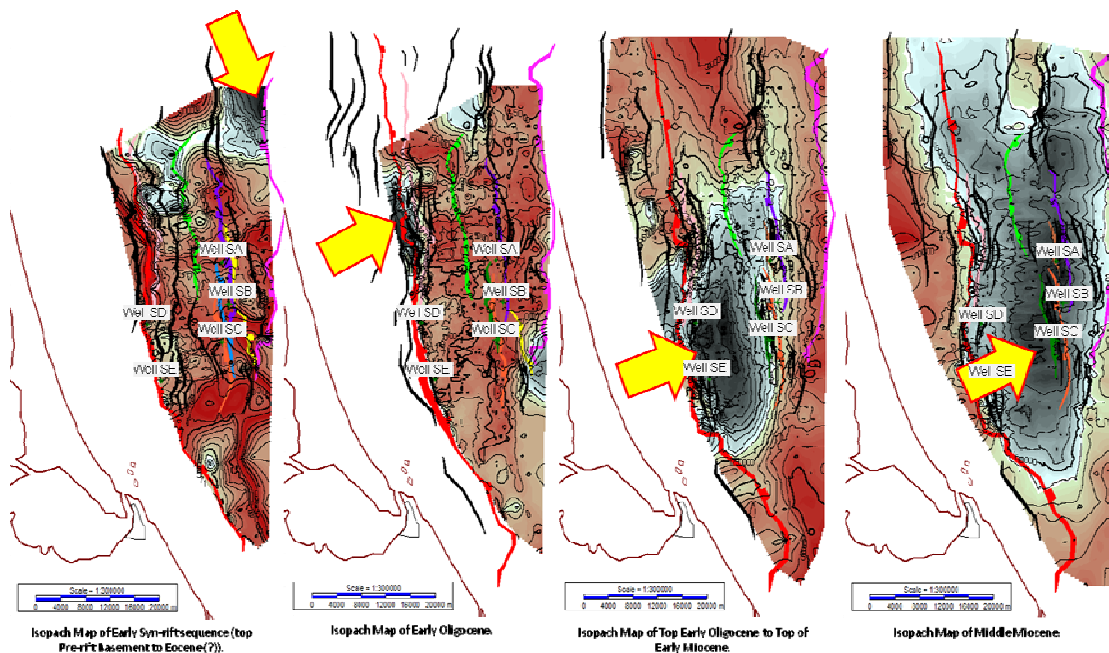 Well SA
Well SB
Well SD
Well SC
Well SE
Scale = 1:300000
0 4000 8000 12000 16000 20000 m
Isopach Map of Early Syn-rift sequence (top
Pre-rift Basement to Eocene(?)).
Well SA
Well SB
Well SD
Well SC
Well SE
Scale = 1:300000
0 4000 8000 12000 16000 20000 m
Isopach Map of Early Oligocene.
Well SA
Well SB
Well SD
Well SC
Well SE
Scale = 1:300000
0 4000 8000 12000 16000 20000 m
Isopach Map of Top Early Oligocene to Top of
Early Miocene.
Well SA
Well SB
Well SD
Well SC
Well SE
Scale = 1:300000
0 4000 8000 12000 16000 20000 m
Isopach Map of Middle Miocene.